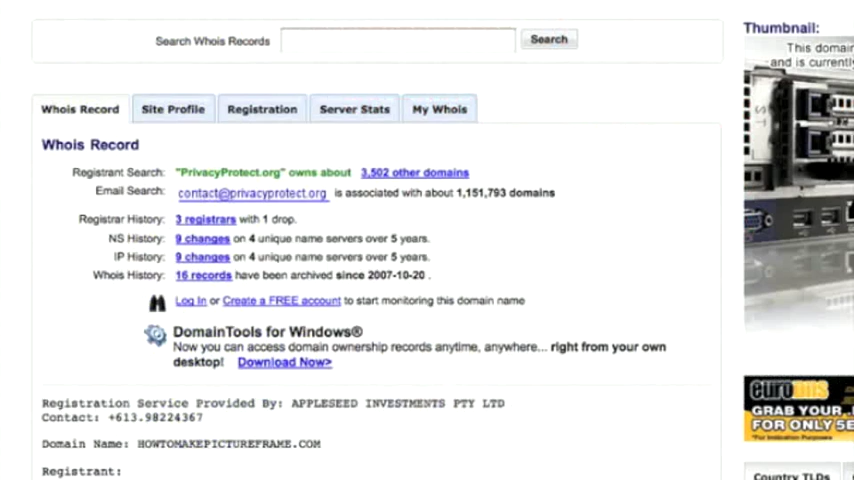 Thumbnail:
Search Whois Records
Search
This domain
and is currently
Whois Record
Site Profile
Registration
Server Stats
My Whois
Whois Record
Registrant Search: "PrivacyProtect.org" owns about 3,502 other domains
Email Search: contact@privacyprotect.org is associated with about 1,151,793 domains
Registrar History: 3 registrars with 1 drop.
NS History: 9 changes on 4 unique name servers over 5 years.
IP History: 9 changes on 4 unique name servers over 5 years.
Whois History: 16 records have been archived since 2007-10-20 .
Log In or Create a FREE account to start monitoring this domain name
DomainTools for Windows®
Now you can access domain ownership records anytime, anywhere... right from your own
desktop! Download Now>
Registration Service Provided By: APPLESEED INVESTMENTS PTY LTD
Contact: +613.98224367
Domain Name: HOWTOMAKEPICTUREFRAME.COM
Registrant:
GRAB YOUR
FOR ONLY
Country TLDs